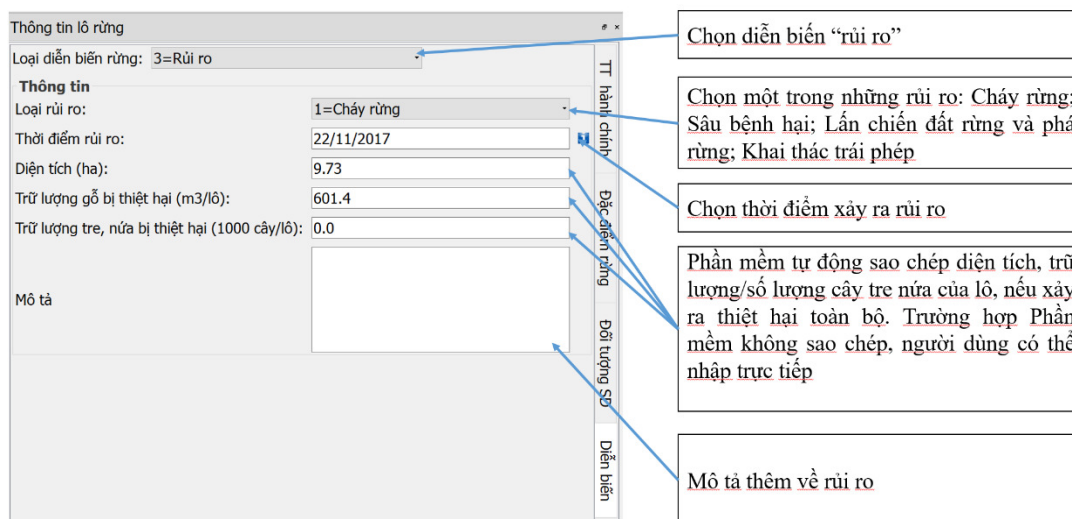 Thông tin lô rừng
Loại diễn biến rừng: 3=Rủi ro
Thông tin
Loại rủi ro: 1=Cháy rừng
Thời điểm rủi ro: 22/11/2017
Diện tích (ha): 9.73
Trữ lượng gỗ bị thiệt hại (m3/lô): 601.4
Trữ lượng tre, nứa bị thiệt hại (1000 cây/lô): 0.0
Mô tả
TT hành chính
Đặc điểm rừng
Đối tượng SD
Diễn biến
Chọn diễn biến “rủi ro”
Chọn một trong những rủi ro: Cháy rừng;
Sâu bệnh hại; Lấn chiến đất rừng và phá
rừng; Khai thác trái phép
Chọn thời điểm xảy ra rủi ro
Phần mềm tự động sao chép diện tích, trữ
lượng/số lượng cây tre nứa của lô, nếu xảy
ra thiệt hại toàn bộ. Trường hợp Phần
mềm không sao chép, người dùng có thể
nhập trực tiếp
Mô tả thêm về rủi ro